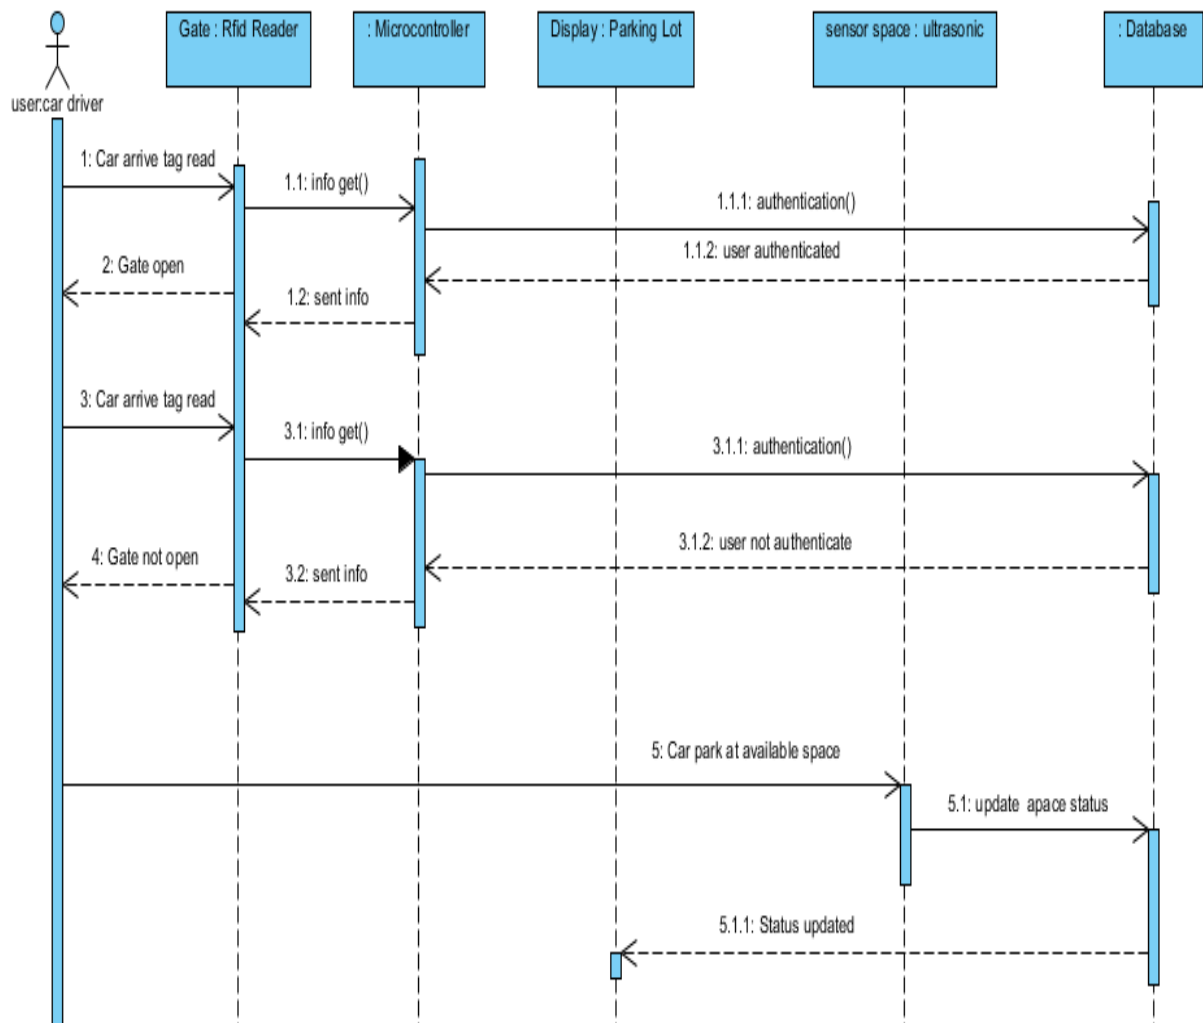 Gate : Rfid Reader
: Microcontroller
Display : Parking Lot
sensor space : ultrasonic
: Database
user:car driver
1: Car arrive tag read
1.1: info get()
1.1.1: authentication()
1.1.2: user authenticated
2: Gate open
1.2: sent info
3: Car arrive tag read
3.1: info get()
3.1.1: authentication()
3.1.2: user not authenticate
4: Gate not open
3.2: sent info
5: Car park at available space
5.1: update apace status
5.1.1: Status updated